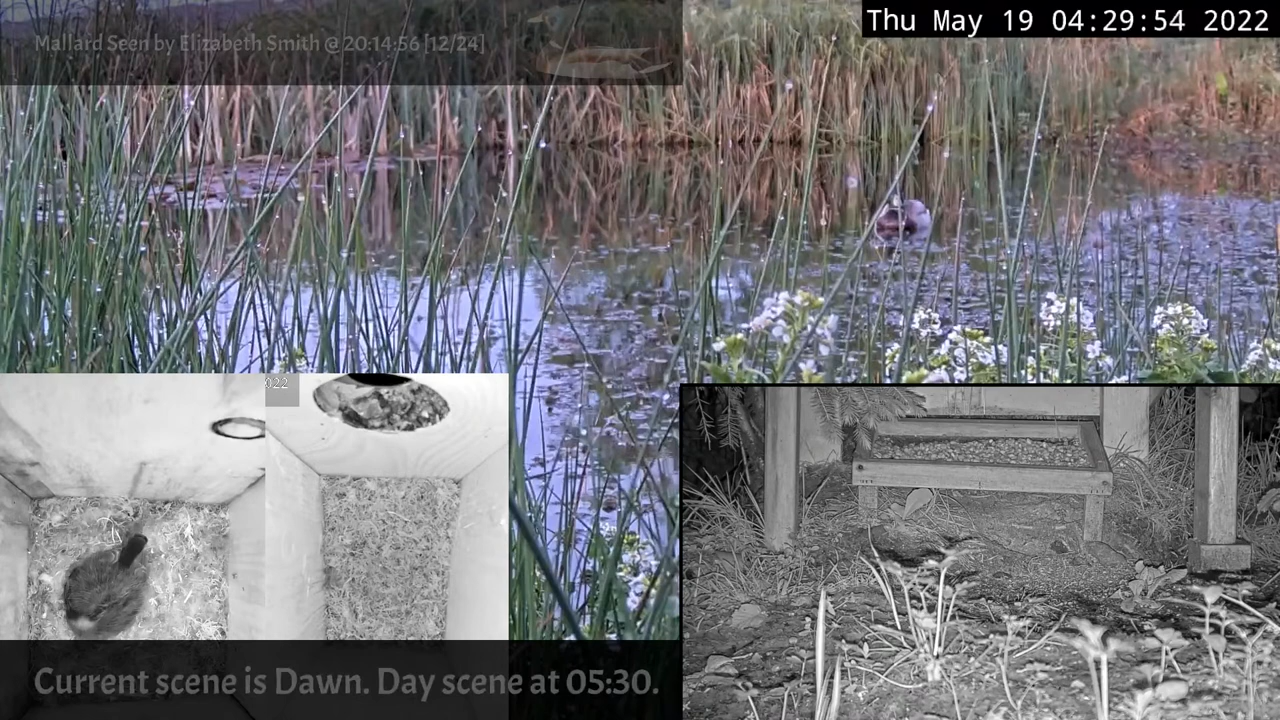 Mallard Seen by Elizabeth Smith @ 20:14:56 [12/24]
Thu May 19 04:29:54 2022
022
Current scene is Dawn. Day scene at 05:30.